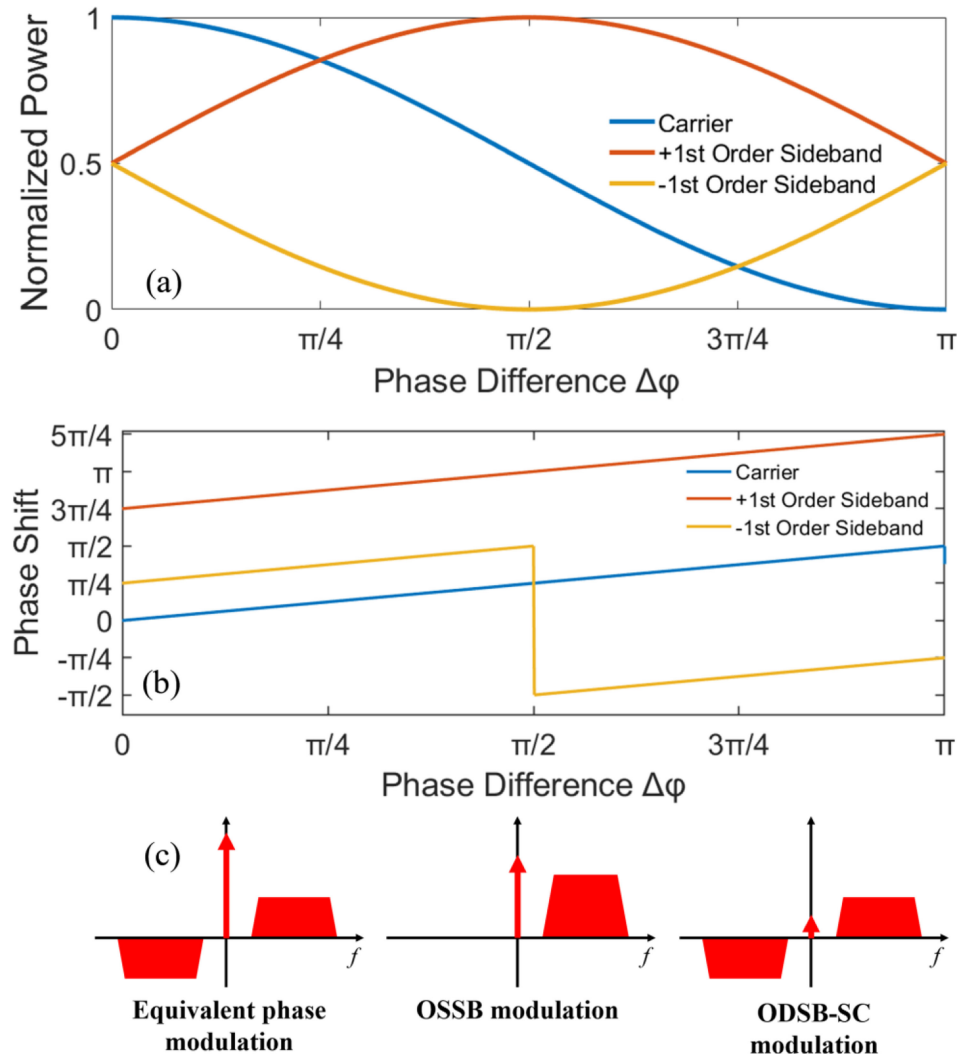 1
0.5
0
Normalized Power
(a)
Carrier
+1st Order Sideband
-1st Order Sideband
0
π/4
π/2
3π/4
π
Phase Difference Δφ
5π/4
π
3π/4
π/2
π/4
0
-π/4
-π/2
Phase Shift
(b)
Carrier
+1st Order Sideband
-1st Order Sideband
0
π/4
π/2
3π/4
π
Phase Difference Δφ
(c)
f
f
f
Equivalent phase
modulation
OSSB modulation
ODSB-SC
modulation